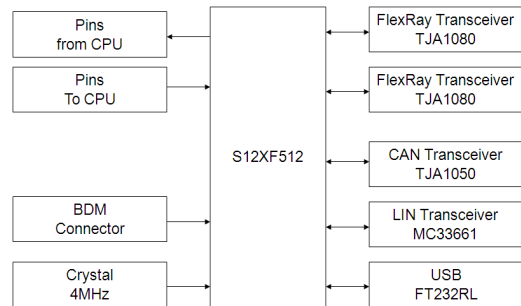 Pins
from CPU
Pins
To CPU
BDM
Connector
Crystal
4MHz
S12XF512
FlexRay Transceiver
TJA1080
FlexRay Transceiver
TJA1080
CAN Transceiver
TJA1050
LIN Transceiver
MC33661
USB
FT232RL